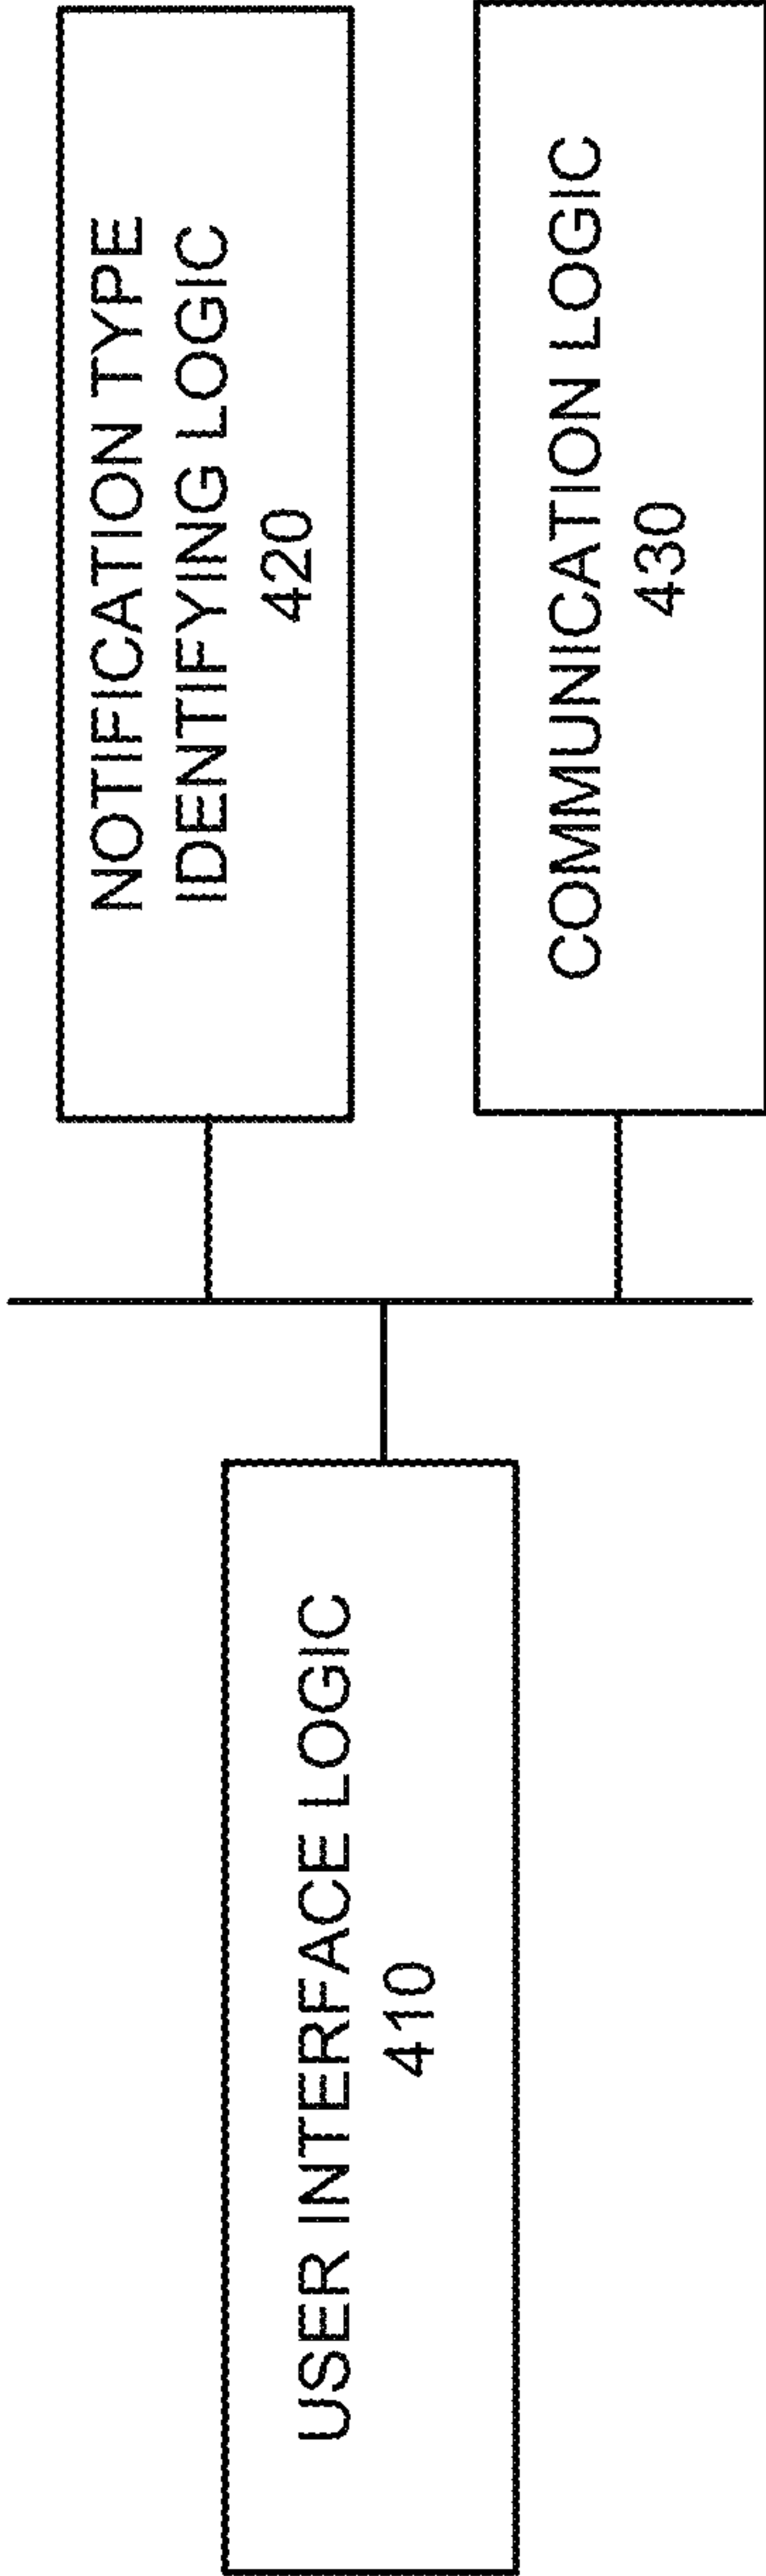 USER INTERFACE LOGIC
410
NOTIFICATION TYPE
IDENTIFYING LOGIC
420
COMMUNICATION LOGIC
430